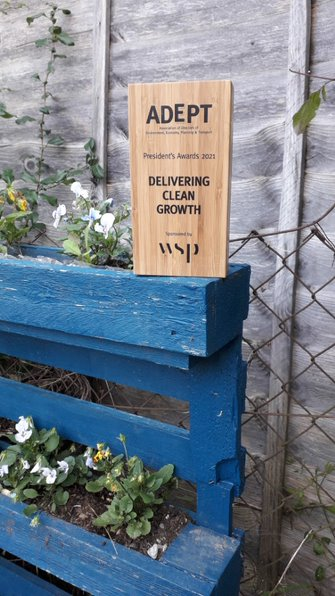 ADEPT
Association of Directors of
Environment, Economy, Planning & Transport
President's Awards 2021
DELIVERING
CLEAN
GROWTH
Sponsored by
wsp